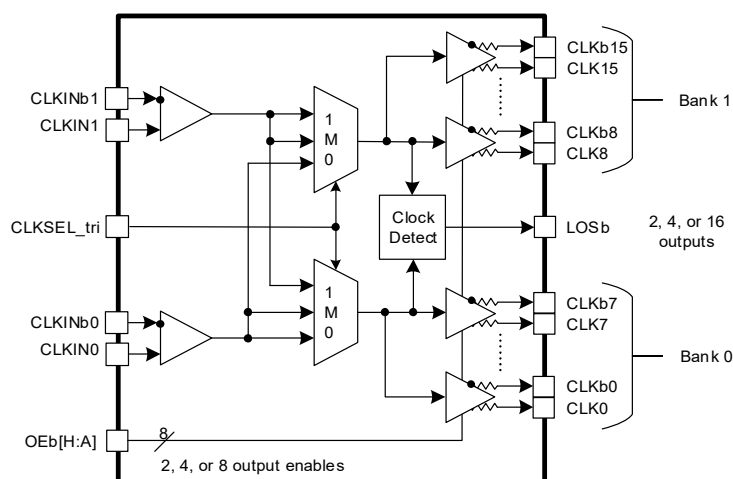 CLKb15
CLK15
CLKINb1
CLKIN1
Bank 1
1
M
0
CLKb8
CLK8
CLKSEL_tri
Clock
Detect
LOSb
2, 4, or 16
outputs
1
M
0
CLKb7
CLK7
CLKINb0
CLKIN0
Bank 0
CLKb0
CLK0
OEb[H:A]
8
2, 4, or 8 output enables